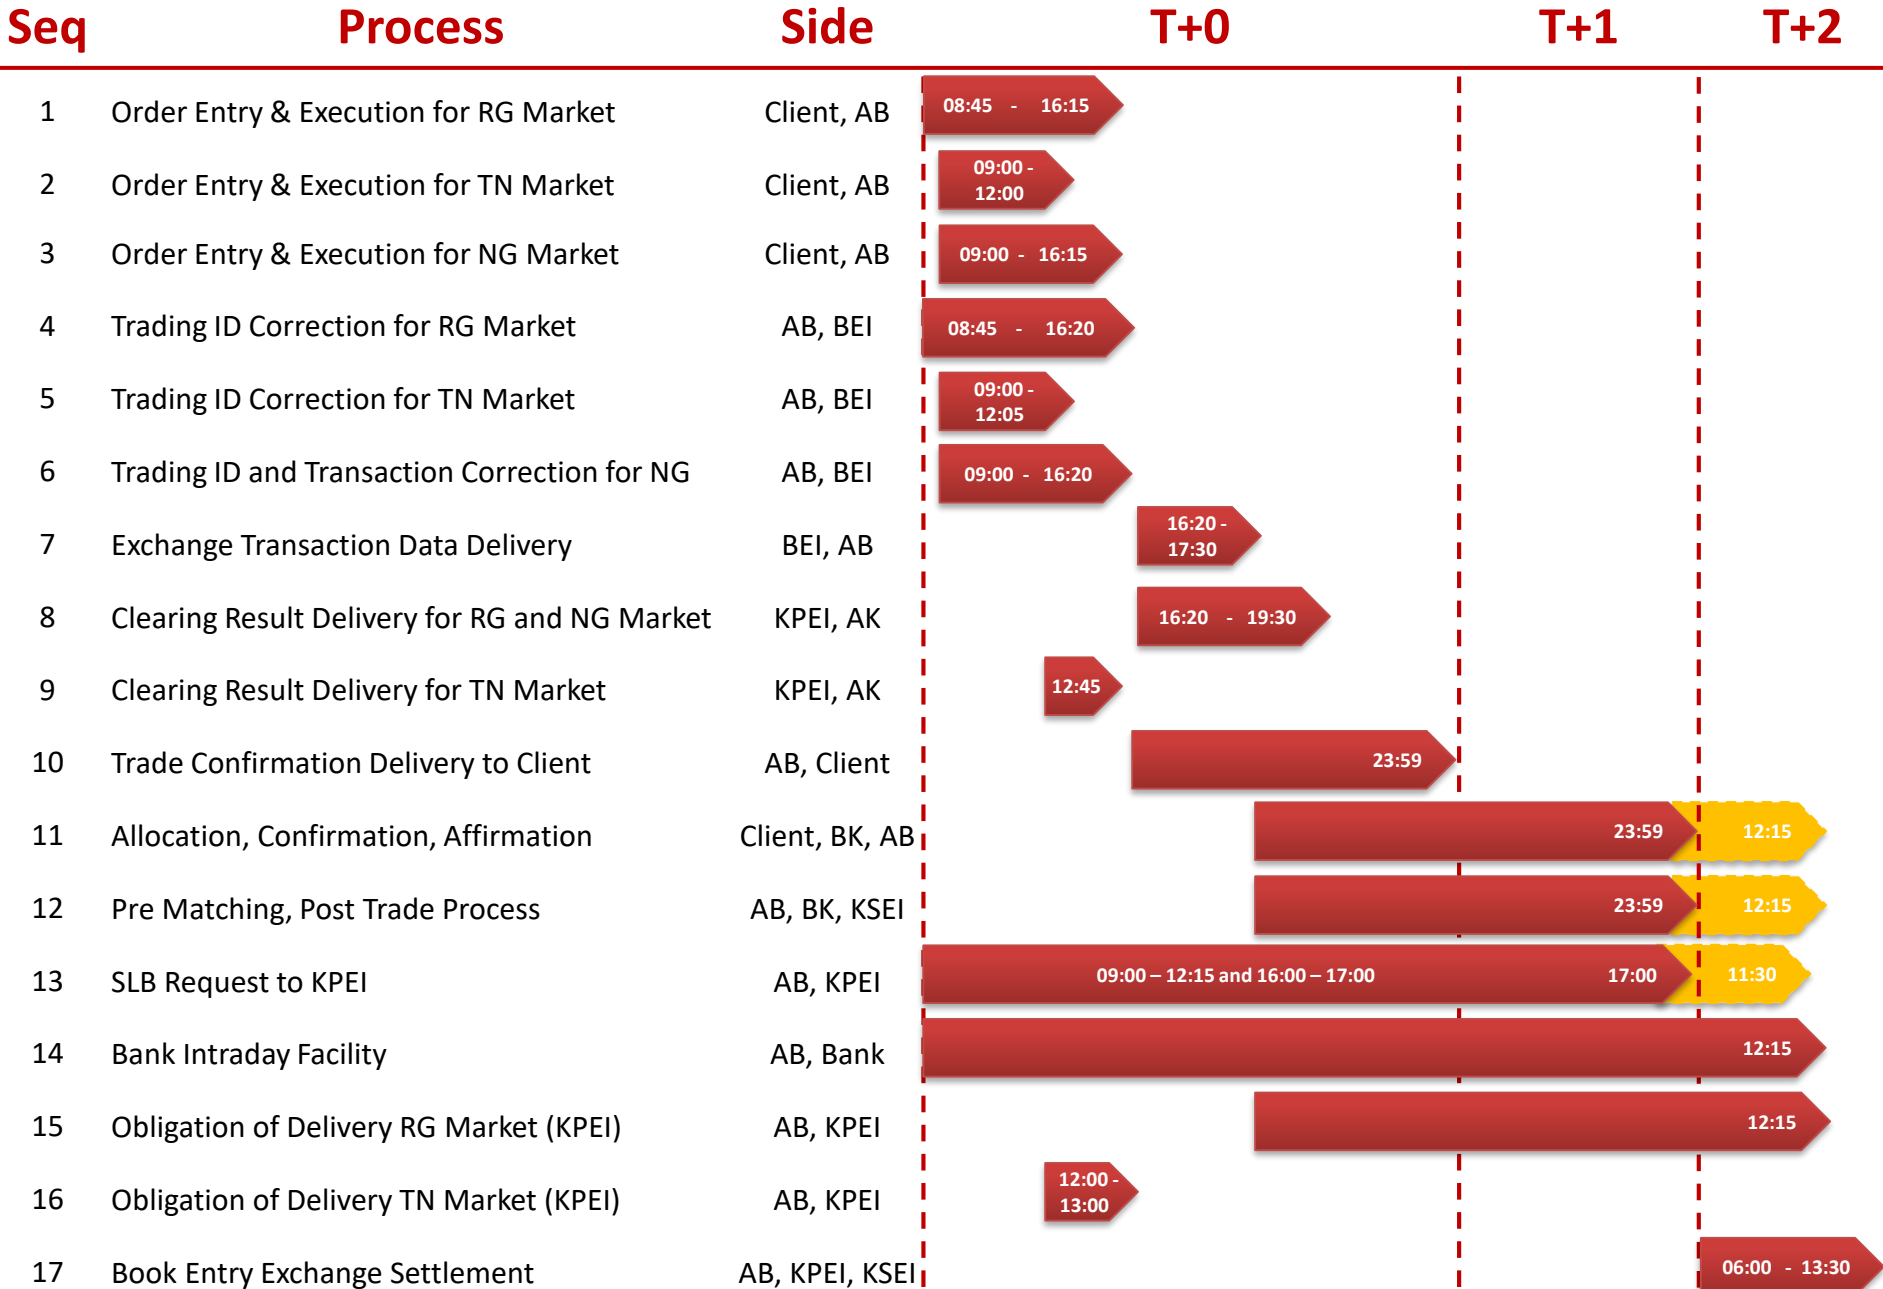 Seq Process Side T+0 T+1 T+2
1 Order Entry & Execution for RG Market Client, AB 08:45 - 16:15
2 Order Entry & Execution for TN Market Client, AB 09:00 -
12:00
3 Order Entry & Execution for NG Market Client, AB 09:00 - 16:15
4 Trading ID Correction for RG Market AB, BEI 08:45 - 16:20
5 Trading ID Correction for TN Market AB, BEI 09:00 -
12:05
6 Trading ID and Transaction Correction for NG AB, BEI 09:00 - 16:20
7 Exchange Transaction Data Delivery BEI, AB 16:20 -
17:30
8 Clearing Result Delivery for RG and NG Market KPEI, AK 16:20 - 19:30
9 Clearing Result Delivery for TN Market KPEI, AK 12:45
10 Trade Confirmation Delivery to Client AB, Client 23:59
11 Allocation, Confirmation, Affirmation Client, BK, AB 23:59 12:15
12 Pre Matching, Post Trade Process AB, BK, KSEI 23:59 12:15
13 SLB Request to KPEI AB, KPEI 09:00 – 12:15 and 16:00 – 17:00 17:00 11:30
14 Bank Intraday Facility AB, Bank 12:15
15 Obligation of Delivery RG Market (KPEI) AB, KPEI 12:15
16 Obligation of Delivery TN Market (KPEI) AB, KPEI 12:00 -
13:00
17 Book Entry Exchange Settlement AB, KPEI, KSEI 06:00 - 13:30